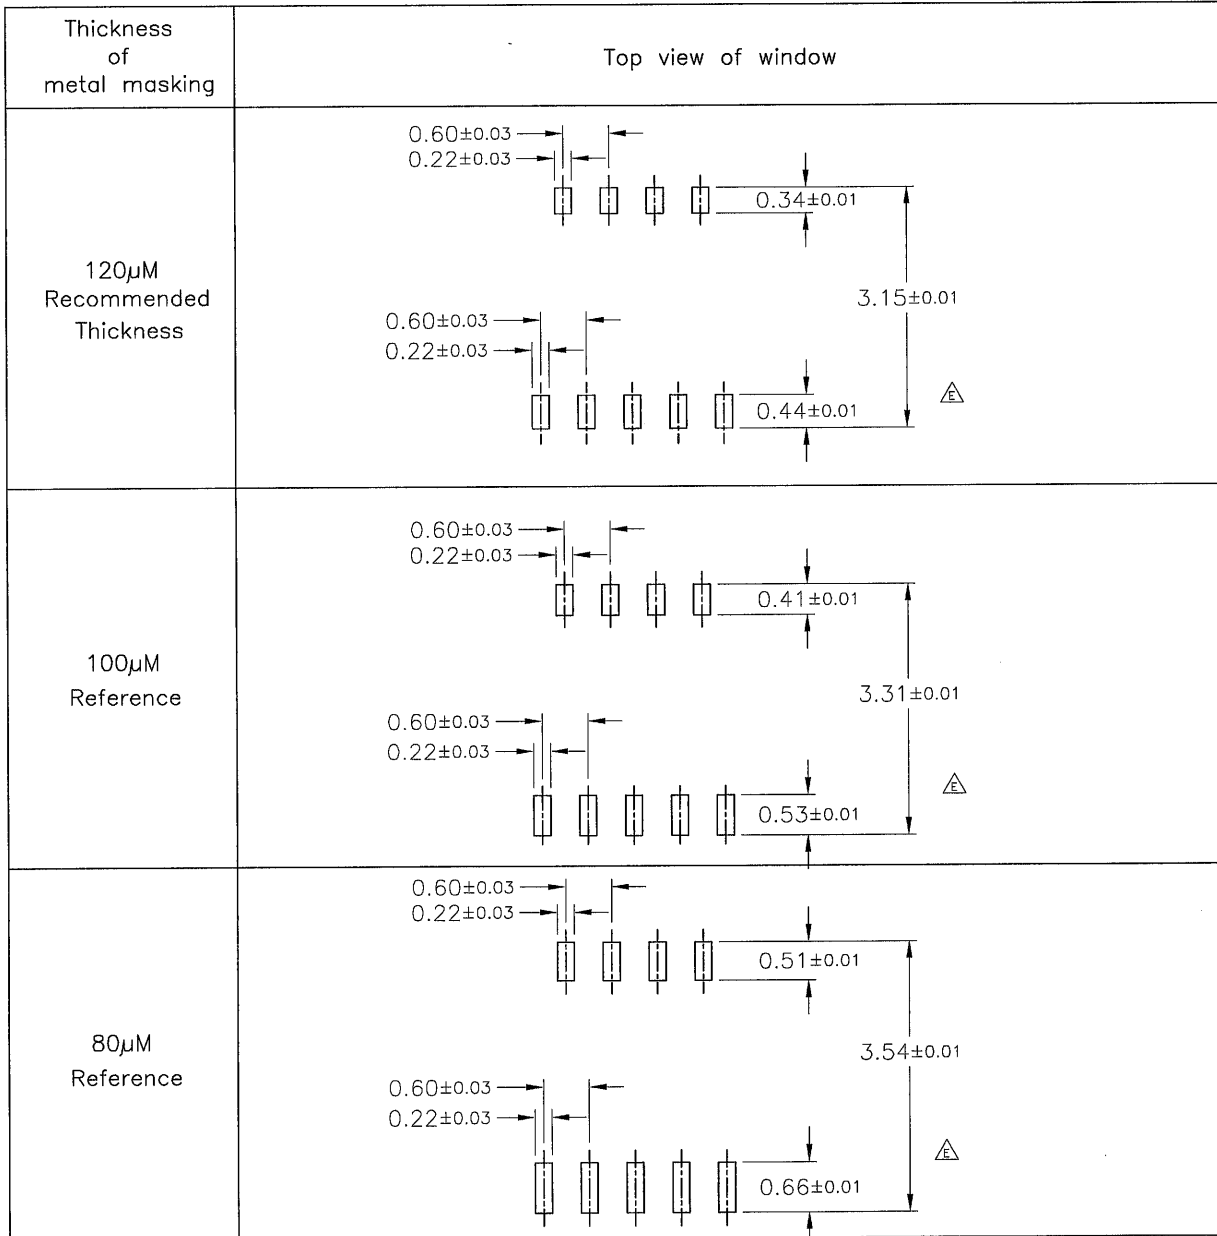 Thickness
of
metal masking
Top view of window
120µM
Recommended
Thickness
0.60±0.03
0.22±0.03
0.34±0.01
3.15±0.01
0.60±0.03
0.22±0.03
0.44±0.01
E
100µM
Reference
0.60±0.03
0.22±0.03
0.41±0.01
3.31±0.01
0.60±0.03
0.22±0.03
0.53±0.01
E
80µM
Reference
0.60±0.03
0.22±0.03
0.51±0.01
3.54±0.01
0.60±0.03
0.22±0.03
0.66±0.01
E